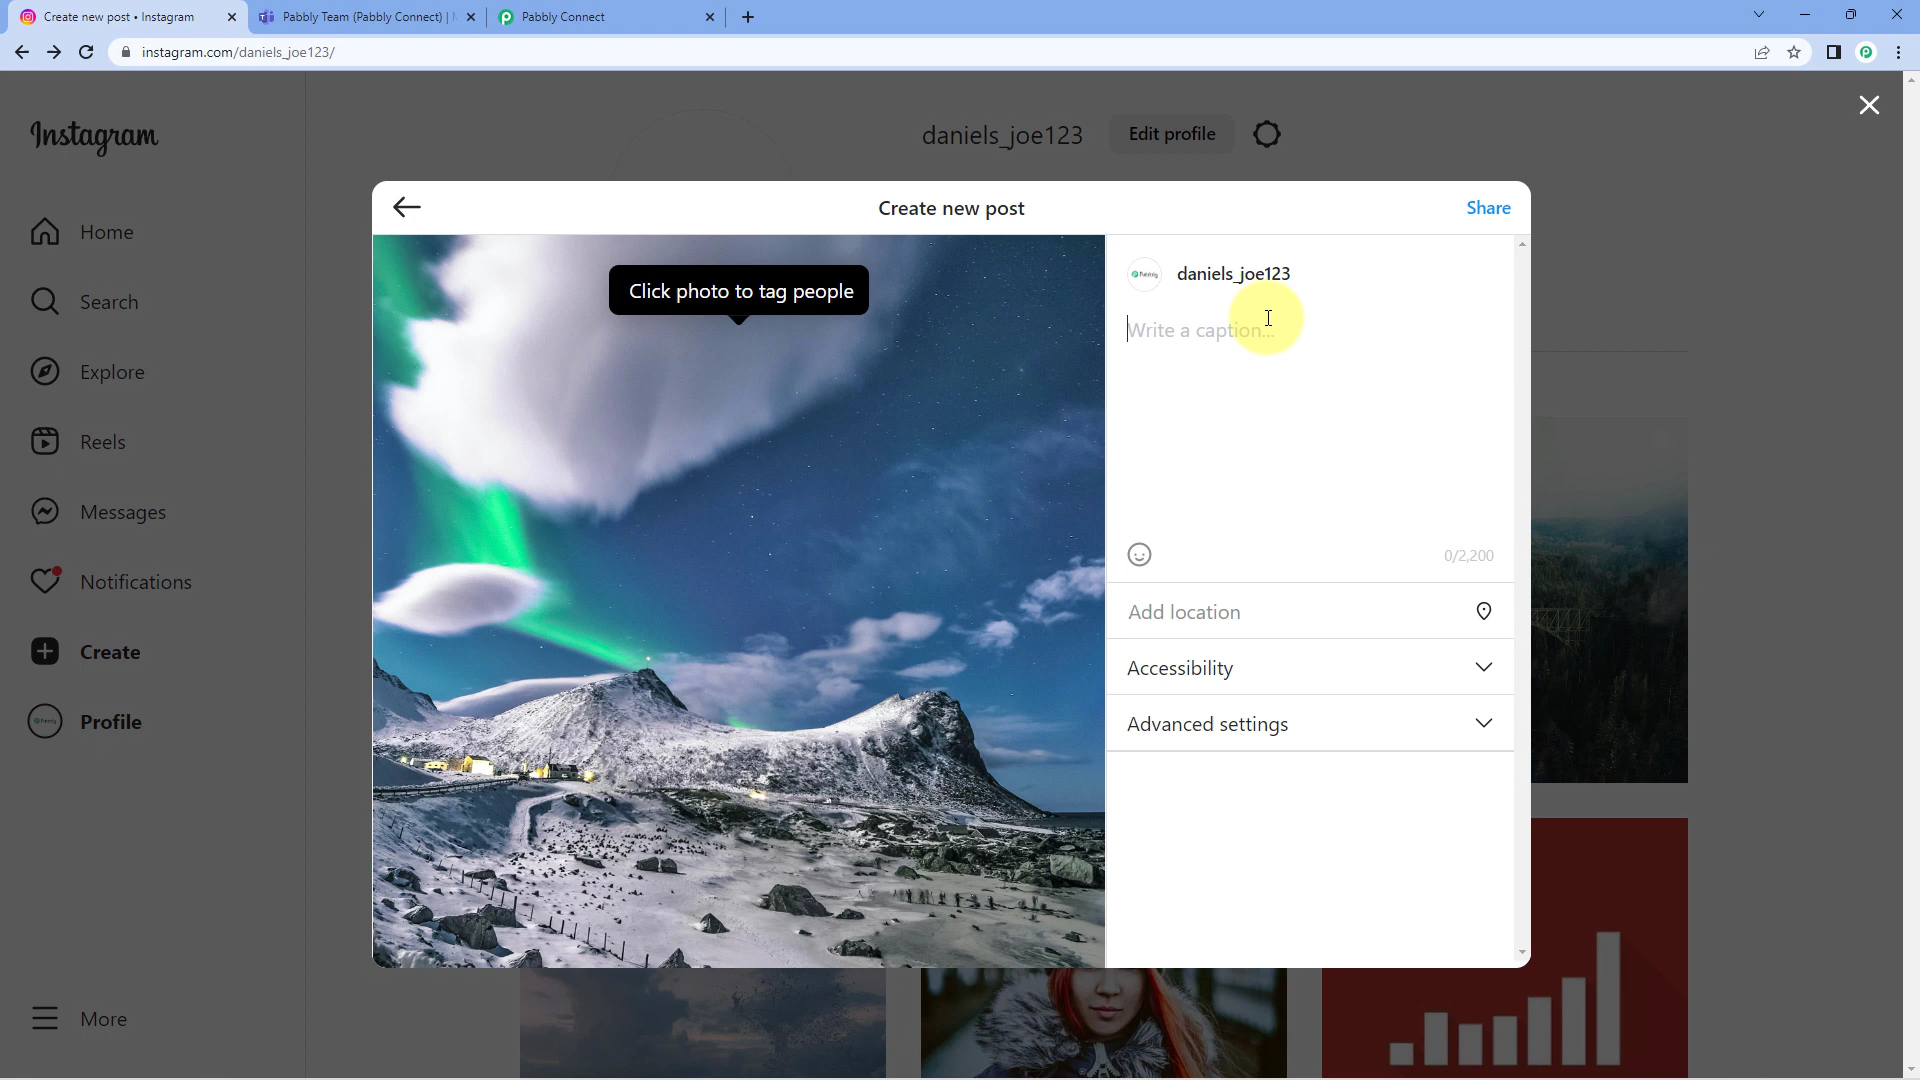 Create new post • Instagram
Pabbly Team (Pabbly Connect) |
Pabbly Connect
instagram.com/daniels_joe123/
Instagram
daniels_joe123
Edit profile
Home
Search
Explore
Reels
Messages
Notifications
Create
Profile
More
Create new post
Share
Click photo to tag people
daniels_joe123
Write a caption...
0/2,200
Add location
Accessibility
Advanced settings